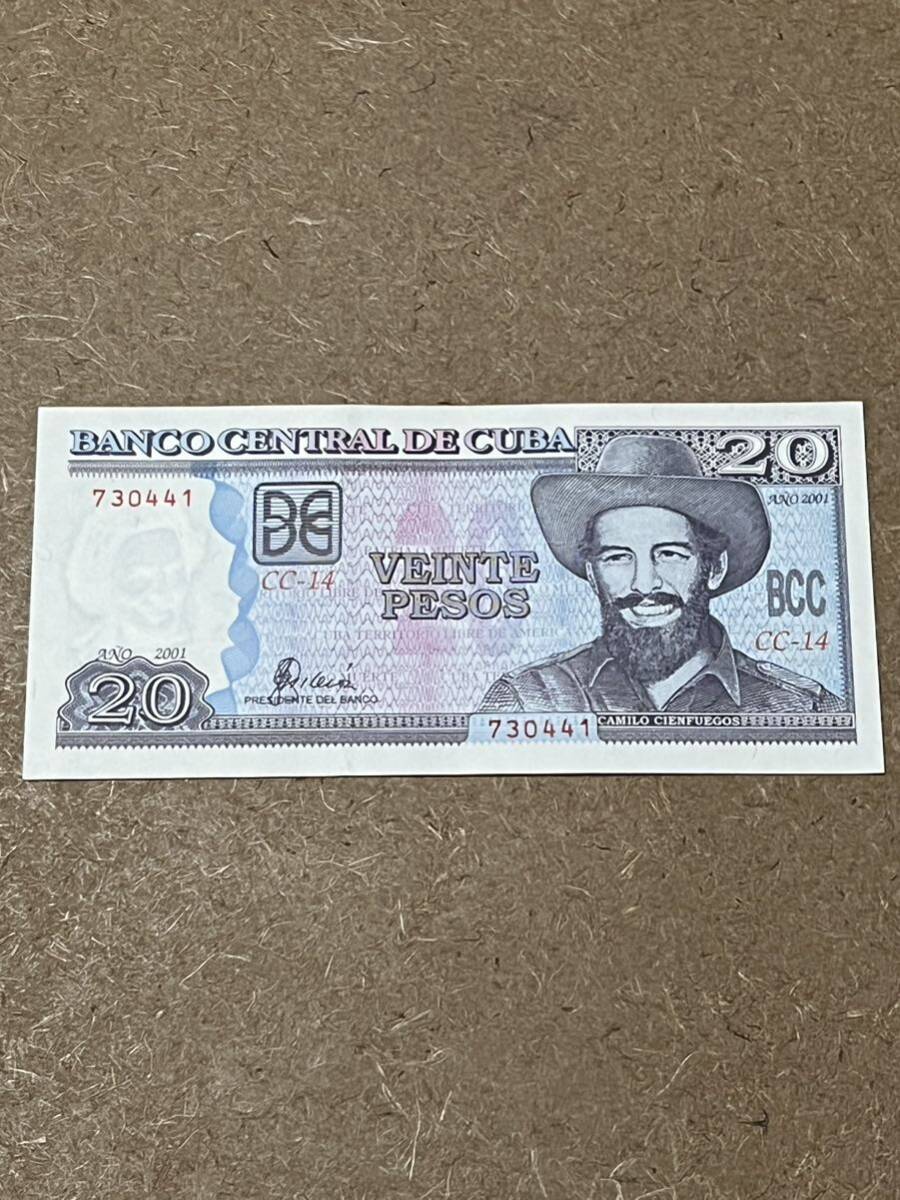 BANCO CENTRAL DE CUBA
20
730441
AÑO 2001
BCC
CC-14
VEINTE
PESOS
BCC
CC-14
AÑO 2001
20
PRESIDENTE DEL BANCO
730441
CAMILO CIENFUEGOS